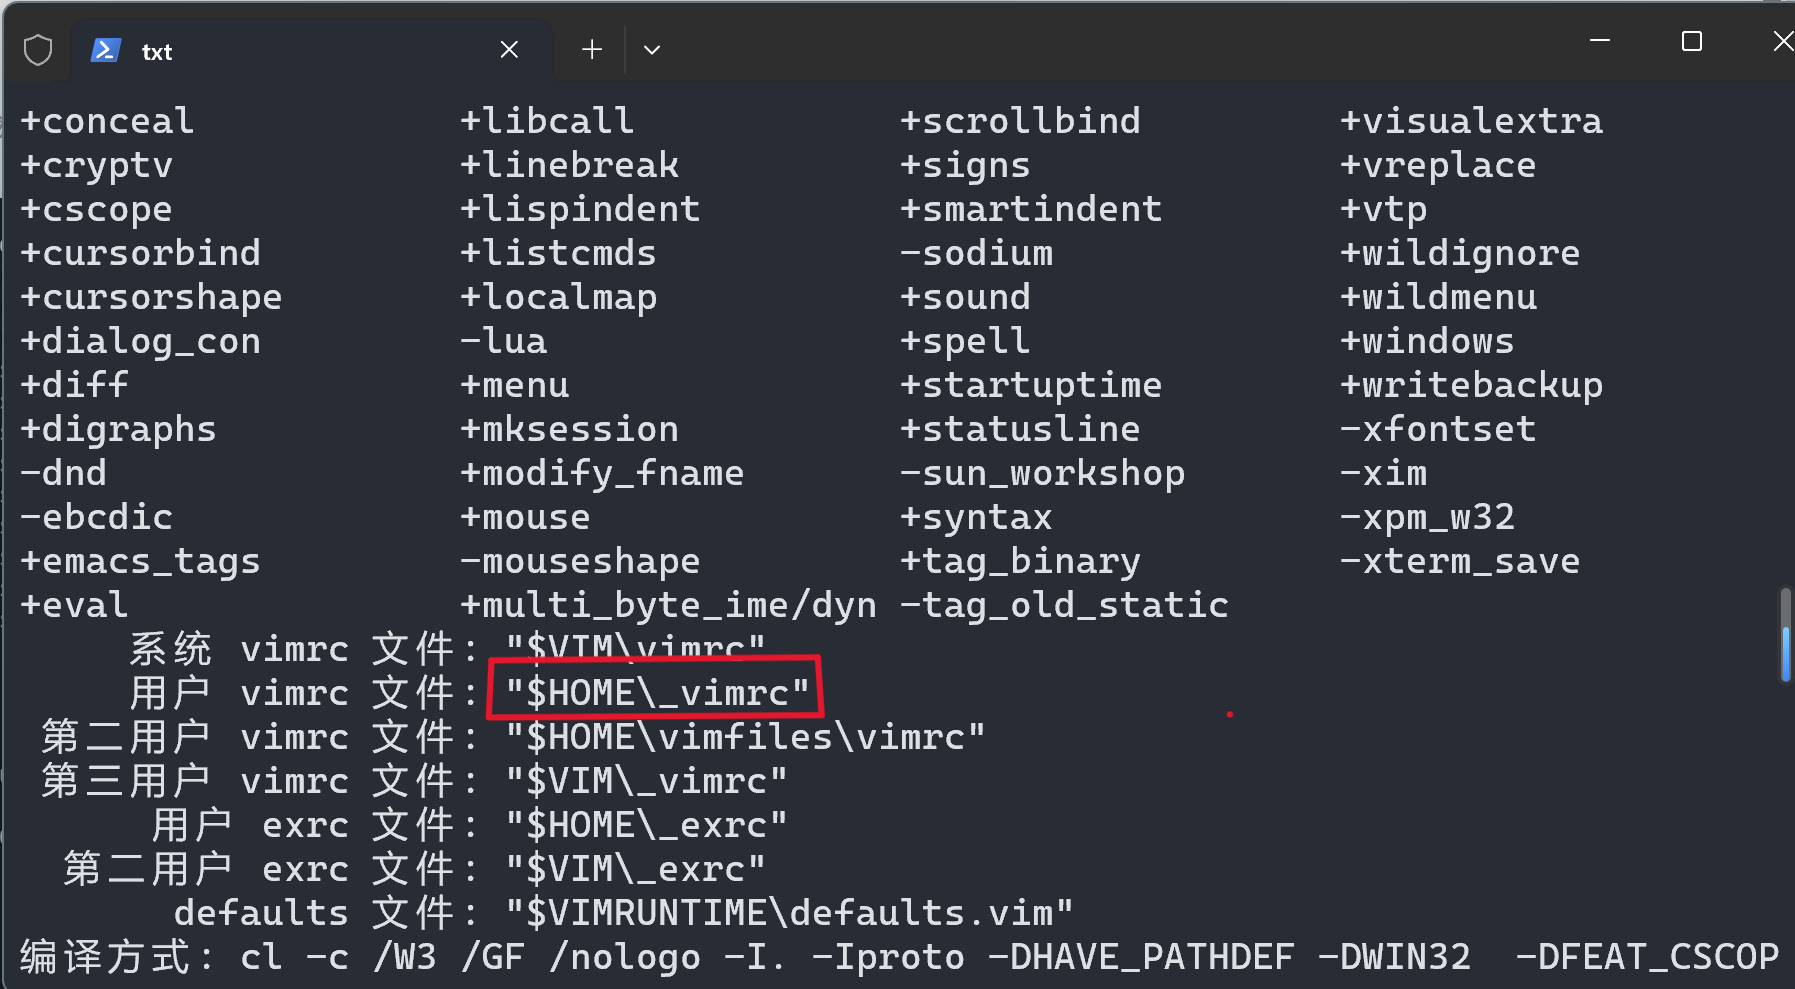 txt
+conceal +libcall +scrollbind +visualextra
+cryptv +linebreak +signs +vreplace
+cscope +lispindent +smartindent +vtp
+cursorbind +listcmds -sodium +wildignore
+cursorshape +localmap +sound +wildmenu
+dialog_con -lua +spell +windows
+diff +menu +startuptime +writebackup
+digraphs +mksession +statusline -xfontset
-dnd +modify_fname -sun_workshop -xim
-ebcdic +mouse +syntax -xpm_w32
+emacs_tags -mouseshape +tag_binary -xterm_save
+eval +multi_byte_ime/dyn -tag_old_static
系统 vimrc 文件: "$VIM\vimrc"
用户 vimrc 文件: "$HOME\_vimrc"
第二用户 vimrc 文件: "$HOME\vimfiles\vimrc"
第三用户 vimrc 文件: "$VIM\_vimrc"
用户 exrc 文件: "$HOME\_exrc"
第二用户 exrc 文件: "$VIM\_exrc"
defaults 文件: "$VIMRUNTIME\defaults.vim"
编译方式: cl -c /W3 /GF /nologo -I. -Iproto -DHAVE_PATHDEF -DWIN32  -DFEAT_CSCOP